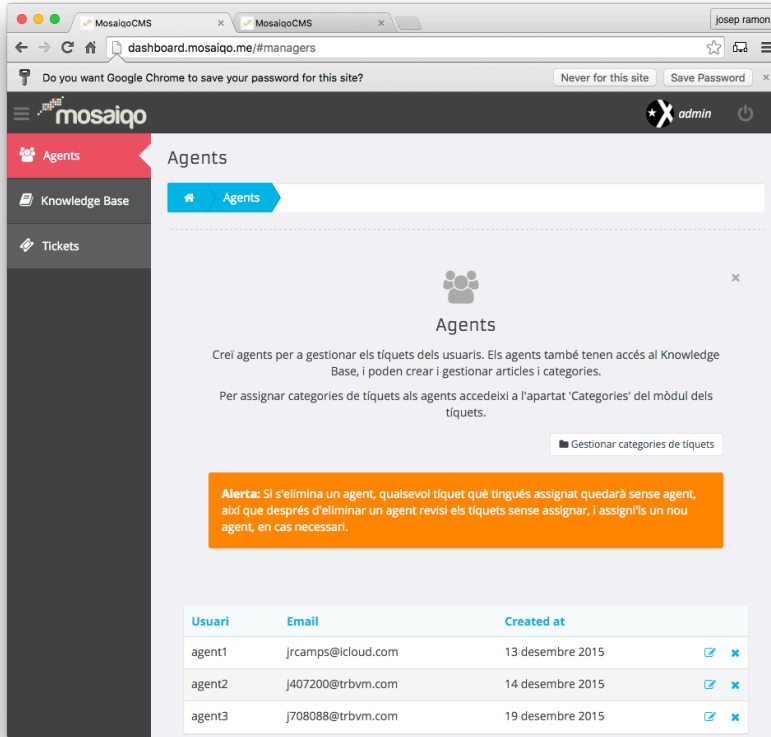 MosaiqoCMS
MosaiqoCMS
josep ramon
dashboard.mosaiqo.me/#managers
Do you want Google Chrome to save your password for this site?
Never for this site
Save Password
mosaiqo
admin
Agents
Knowledge Base
Tickets
Agents
Agents
Agents
Creï agents per a gestionar els tíquets dels usuaris. Els agents també tenen accés al Knowledge
Base, i poden crear i gestionar articles i categories.
Per assignar categories de tíquets als agents accedeixi a l'apartat 'Categories' del mòdul dels
tíquets.
Gestionar categories de tíquets
Alerta: Si s'elimina un agent, qualsevol tíquet què tingués assignat quedarà sense agent,
així que després d'eliminar un agent revisi els tíquets sense assignar, i assigni'ls un nou
agent, en cas necessari.
Usuari Email Created at
agent1 jrcamps@icloud.com 13 desembre 2015
agent2 j407200@trbvm.com 14 desembre 2015
agent3 j708088@trbvm.com 19 desembre 2015